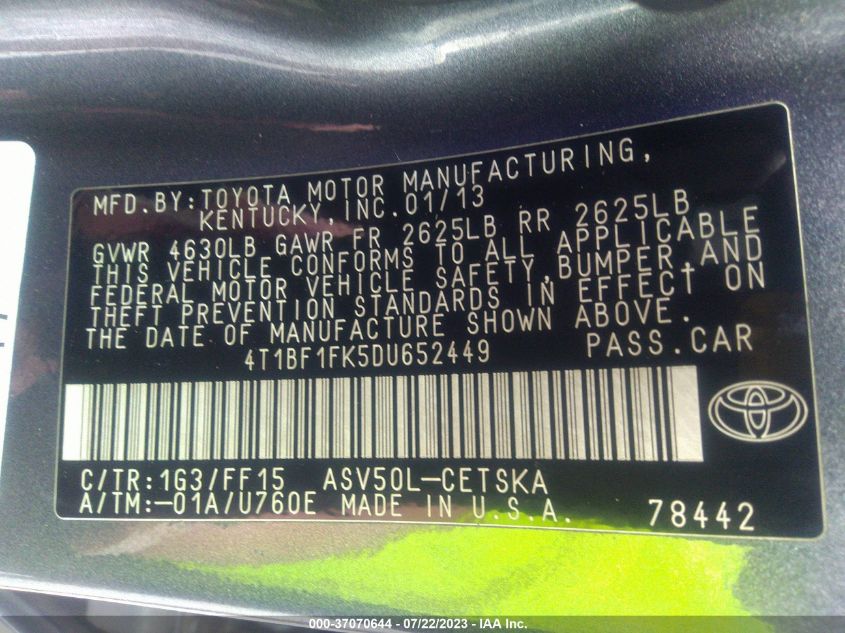 MFD.BY:TOYOTA MOTOR MANUFACTURING,
KENTUCKY,INC.01/13
GVWR 4630LB GAWR FR 2625LB RR 2625LB
THIS VEHICLE CONFORMS TO ALL APPLICABLE
FEDERAL MOTOR VEHICLE SAFETY,BUMPER,AND
THEFT PREVENTION STANDARDS IN EFFECT ON
THE DATE OF MANUFACTURE SHOWN ABOVE.
4T1BF1FK5DU652449 PASS.CAR
C/TR:1G3/FF15 ASV50L-CETSKA
A/TM:-01A/U760E MADE IN U.S.A. 78442
000-37070644 / 07/22/2023 - IAA Inc.